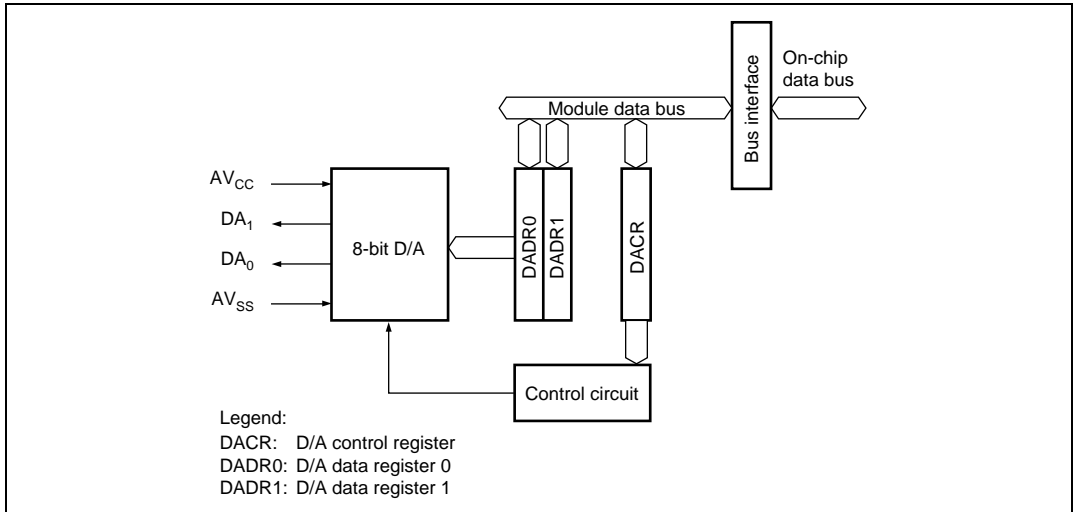 On-chip
data bus
Bus interface
Module data bus
AVCC
DA1
DA0
AVSS
8-bit D/A
DADR0
DADR1
DACR
Control circuit
Legend:
DACR: D/A control register
DADR0: D/A data register 0
DADR1: D/A data register 1